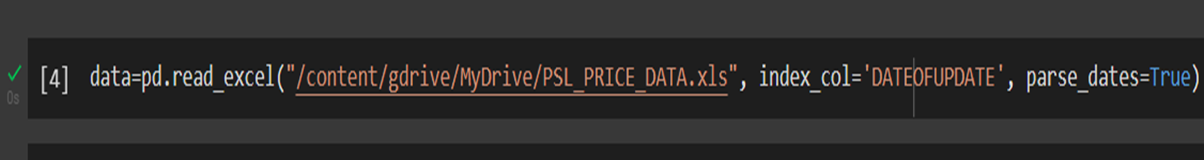 [4] data=pd.read_excel("/content/gdrive/MyDrive/PSL_PRICE_DATA.xls", index_col='DATEOFUPDATE', parse_dates=True)
0s